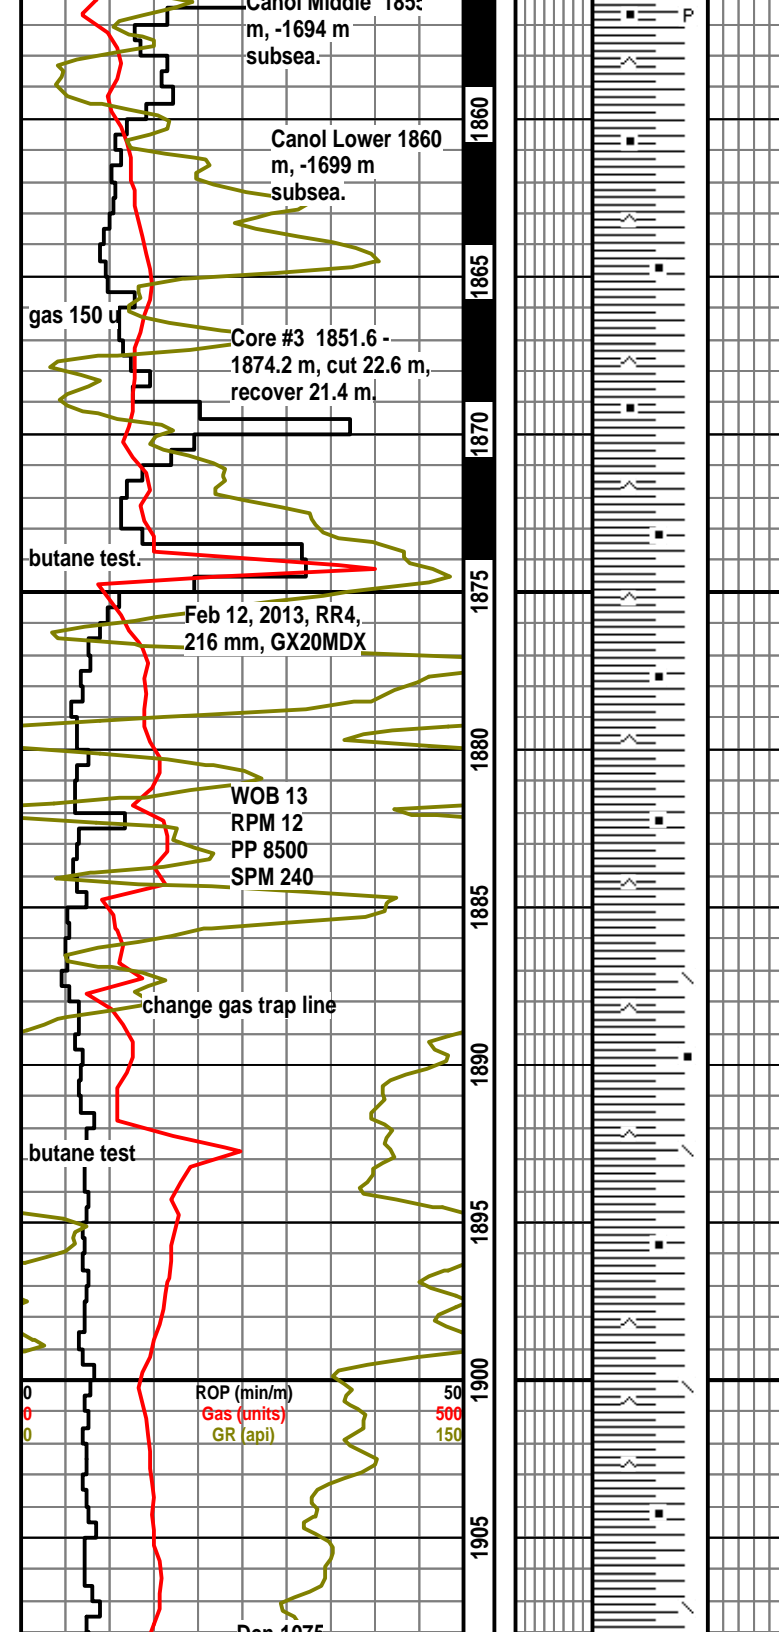 Canol Middle 1855
m, -1694 m
subsea.
P
1860
Canol Lower 1860
m, -1699 m
subsea.
1865
gas 150 u
Core #3 1851.6 -
1874.2 m, cut 22.6 m,
recover 21.4 m.
1870
butane test.
1875
Feb 12, 2013, RR4,
216 mm, GX20MDX
1880
WOB 13
RPM 12
PP 8500
SPM 240
1885
change gas trap line
1890
butane test
1895
1900
0 ROP (min/m) 50
0 Gas (units) 500
0 GR (api) 150
1905